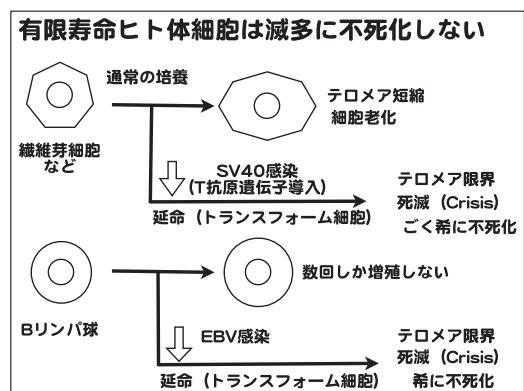 有限寿命ヒト体細胞は滅多に不死化しない
通常の培養
テロメア短縮
細胞老化
繊維芽細胞
など
SV40感染
(T抗原遺伝子導入)
延命（トランスフォーム細胞)
テロメア限界
死滅（Crisis)
ごく希に不死化
Bリンパ球
数回しか増殖しない
EBV感染
延命（トランスフォーム細胞)
テロメア限界
死滅（Crisis)
希に不死化